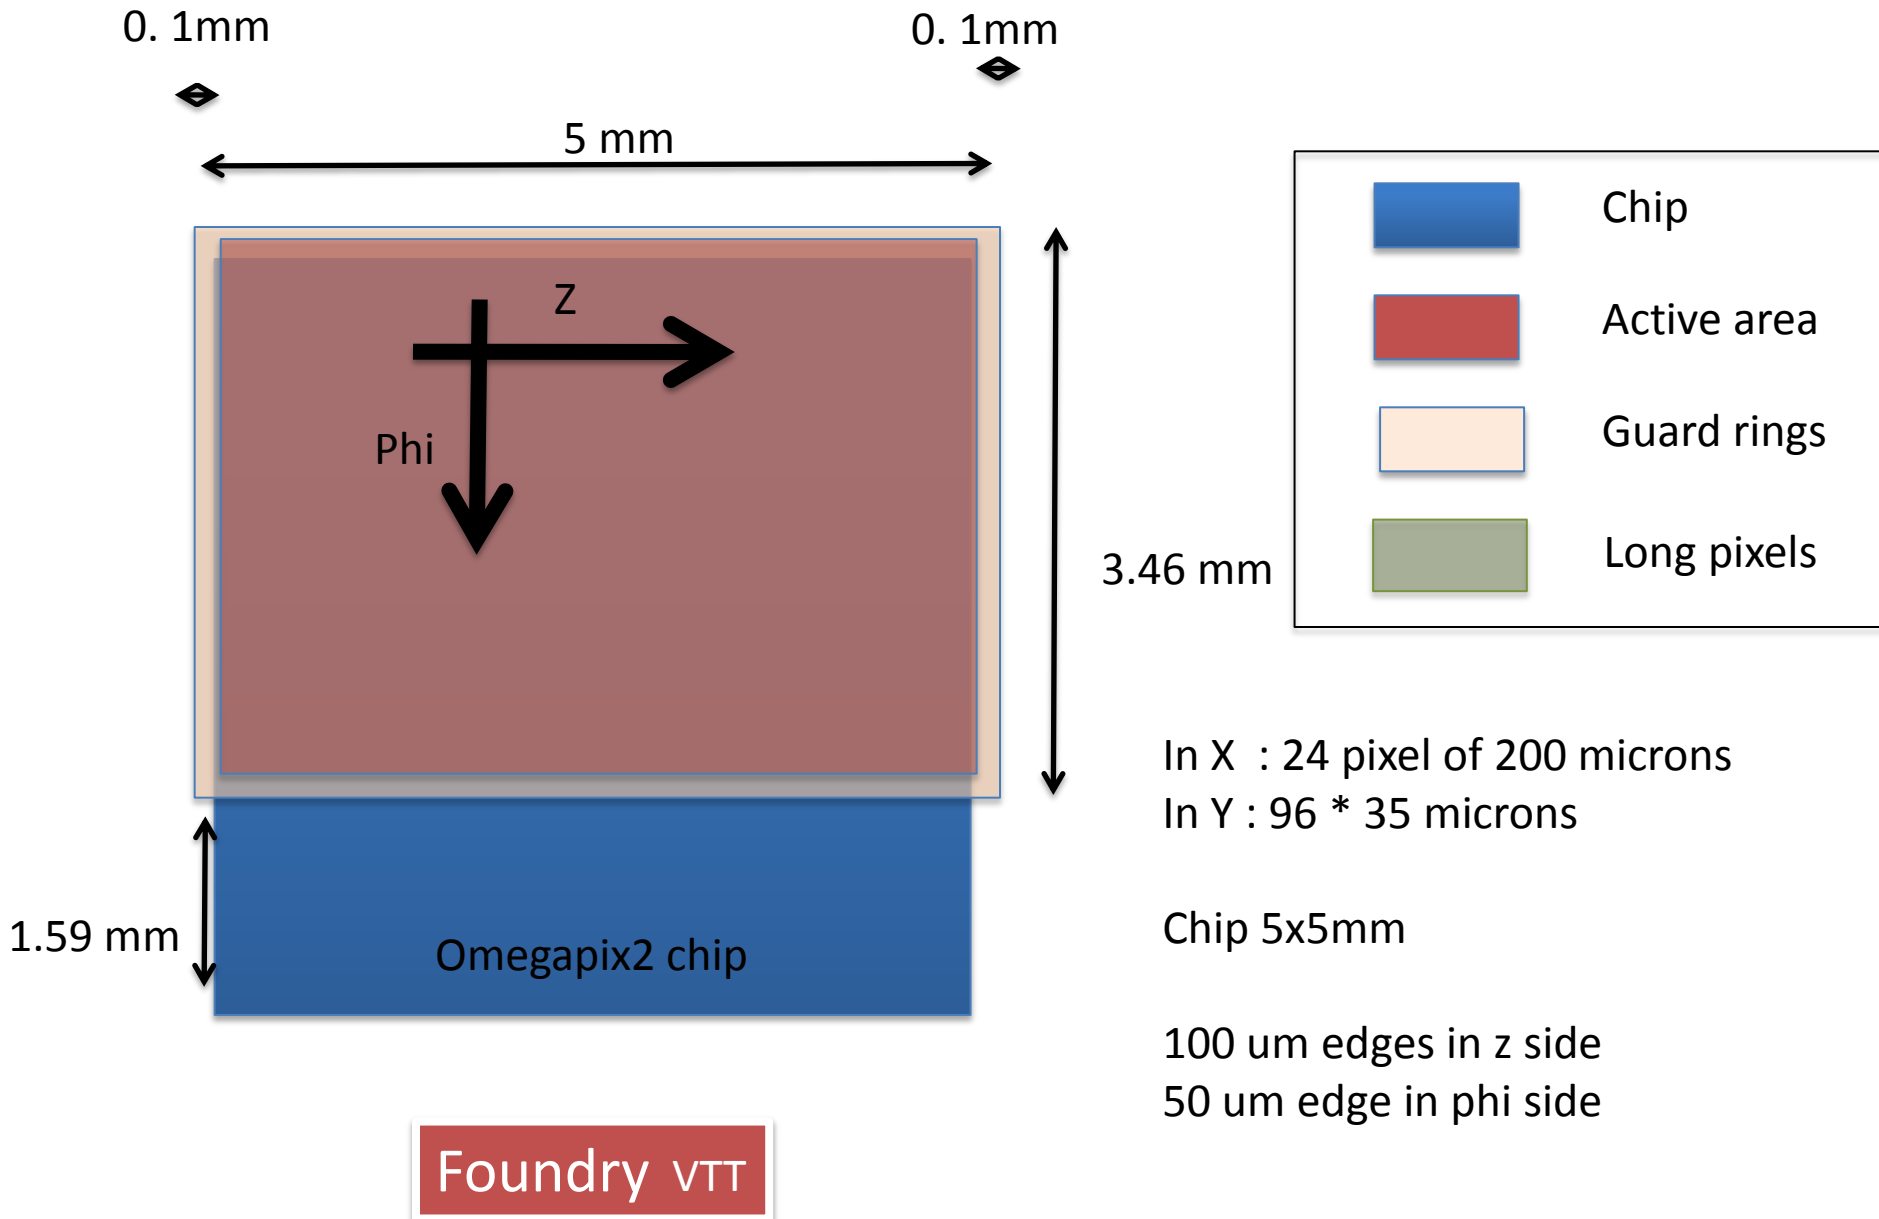 0. 1mm
0. 1mm
5 mm
Z
Phi
3.46 mm
1.59 mm
Omegapix2 chip
Foundry VTT
Chip
Active area
Guard rings
Long pixels
In X : 24 pixel of 200 microns
In Y : 96 * 35 microns
Chip 5x5mm
100 um edges in z side
50 um edge in phi side